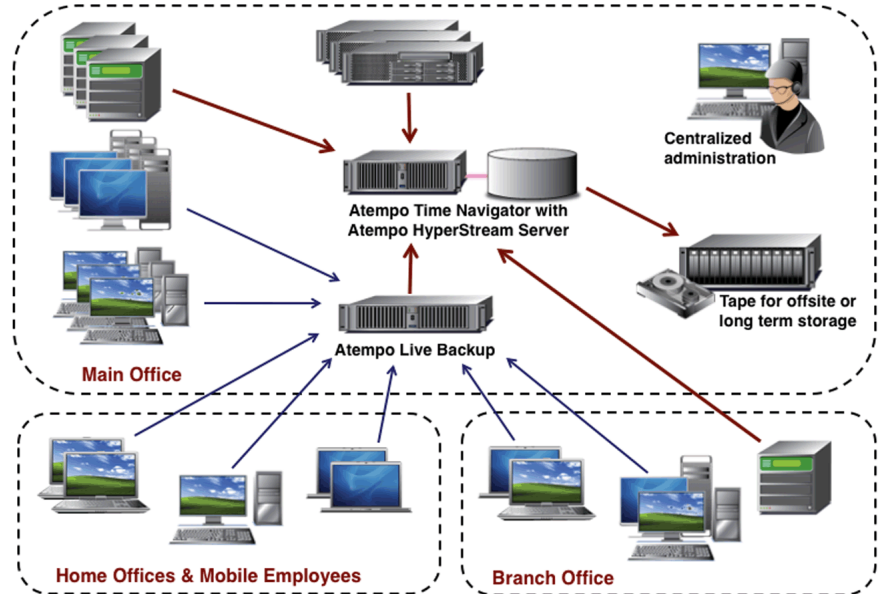 Centralized
administration
Atempo Time Navigator with
Atempo HyperStream Server
Tape for offsite or
long term storage
Atempo Live Backup
Main Office
Home Offices & Mobile Employees
Branch Office